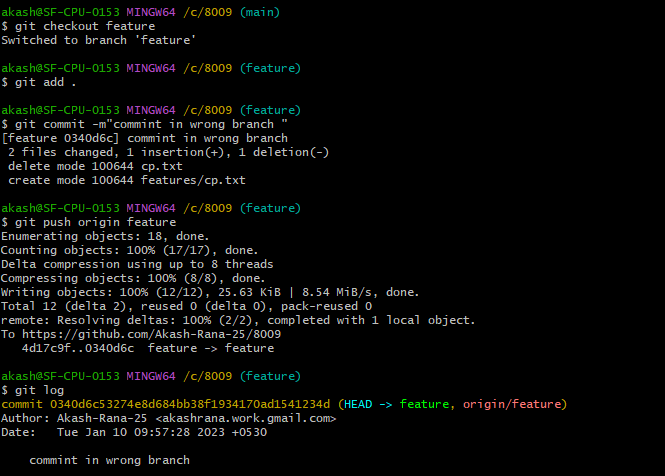 akash@SF-CPU-0153 MINGW64 /c/8009 (main)
$ git checkout feature
Switched to branch 'feature'
akash@SF-CPU-0153 MINGW64 /c/8009 (feature)
$ git add .
akash@SF-CPU-0153 MINGW64 /c/8009 (feature)
$ git commit -m"commint in wrong branch "
[feature 0340d6c] commint in wrong branch
2 files changed, 1 insertion(+), 1 deletion(-)
delete mode 100644 cp.txt
create mode 100644 features/cp.txt
akash@SF-CPU-0153 MINGW64 /c/8009 (feature)
$ git push origin feature
Enumerating objects: 18, done.
Counting objects: 100% (17/17), done.
Delta compression using up to 8 threads
Compressing objects: 100% (8/8), done.
Writing objects: 100% (12/12), 25.63 KiB | 8.54 MiB/s, done.
Total 12 (delta 2), reused 0 (delta 0), pack-reused 0
remote: Resolving deltas: 100% (2/2), completed with 1 local object.
To https://github.com/Akash-Rana-25/8009
4d17c9f..0340d6c  feature -> feature
akash@SF-CPU-0153 MINGW64 /c/8009 (feature)
$ git log
commit 0340d6c53274e8d684bb38f1934170ad1541234d (HEAD -> feature, origin/feature)
Author: Akash-Rana-25 <akashrana.work.gmail.com>
Date:   Tue Jan 10 09:57:28 2023 +0530
commint in wrong branch